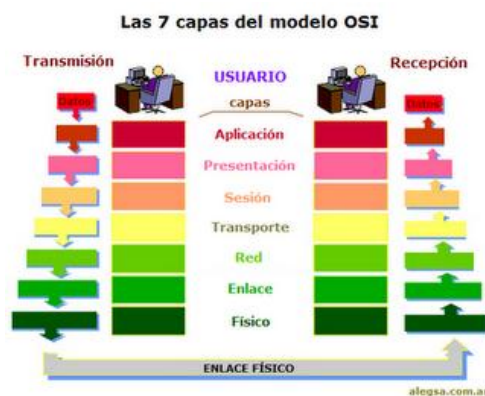 Las 7 capas del modelo OSI
Transmisión
Recepción
USUARIO
capas
Datos
Datos
Aplicación
Presentación
Sesión
Transporte
Red
Enlace
Físico
ENLACE FÍSICO
alegsa.com.ar